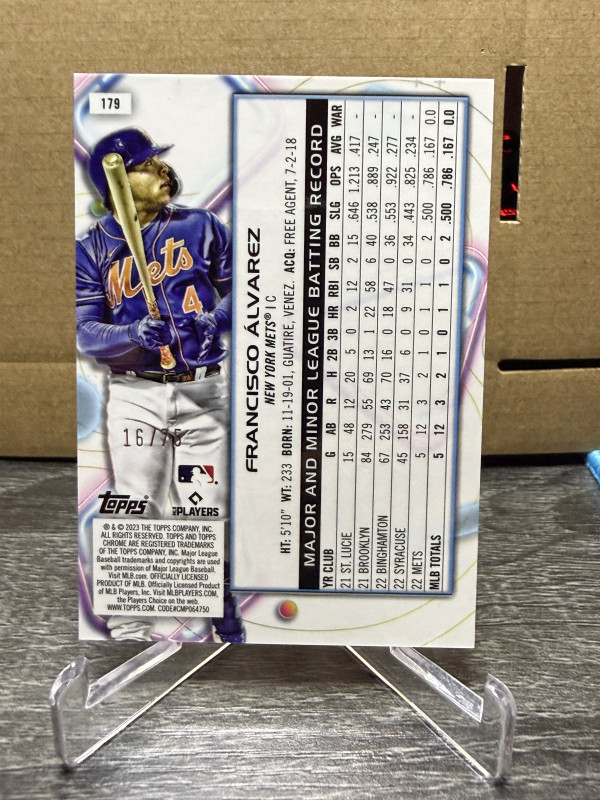 179
Mets
4
16/75
Topps
MLB
PLAYERS
® & © 2023 THE TOPPS COMPANY, INC.
ALL RIGHTS RESERVED. TOPPS AND TOPPS
CHROME ARE REGISTERED TRADEMARKS
OF THE TOPPS COMPANY, INC. Major League
Baseball trademarks and copyrights are used
with permission of Major League Baseball.
Visit MLB.com. OFFICIALLY LICENSED
PRODUCT OF MLB. Officially Licensed Product
of MLB Players, Inc. Visit MLBPLAYERS.com,
the Players Choice on the web.
WWW.TOPPS.COM. CODE#CMP064750
FRANCISCO ÁLVAREZ
NEW YORK METS® | C
HT: 5'10" WT: 233 BORN: 11-19-01, GUATIRE, VENEZ. ACQ: FREE AGENT, 7-2-18
MAJOR AND MINOR LEAGUE BATTING RECORD
YR CLUB G AB R H 2B 3B HR RBI SB BB SLG OPS AVG WAR
21 ST. LUCIE 15 48 12 20 5 0 2 12 2 15 .646 1.213 .417 -
21 BROOKLYN 84 279 55 69 13 1 22 58 6 40 .538 .889 .247 -
22 BINGHAMTON 67 253 43 70 16 0 18 47 0 36 .553 .922 .277 -
22 SYRACUSE 45 158 31 37 6 0 9 31 0 34 .443 .825 .234 -
22 METS 5 12 3 2 1 0 1 1 0 2 .500 .786 .167 0.0
MLB TOTALS 5 12 3 2 1 0 1 1 0 2 .500 .786 .167 0.0